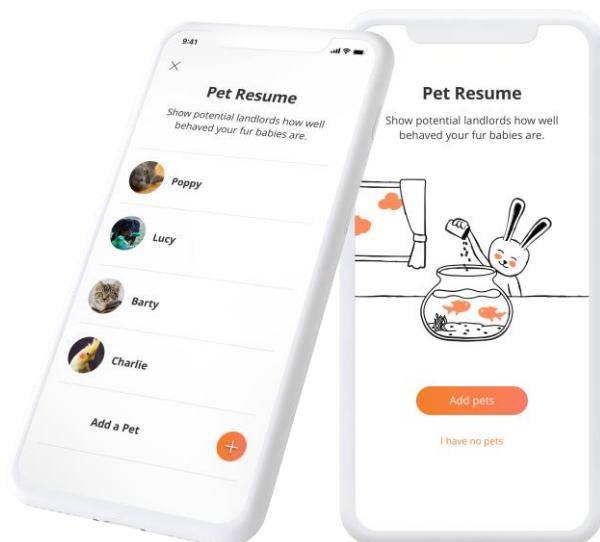 9:41
Pet Resume
Show potential landlords how well
behaved your fur babies are.
Poppy
Lucy
Barty
Charlie
Add a Pet
Pet Resume
Show potential landlords how well
behaved your fur babies are.
Add pets
I have no pets